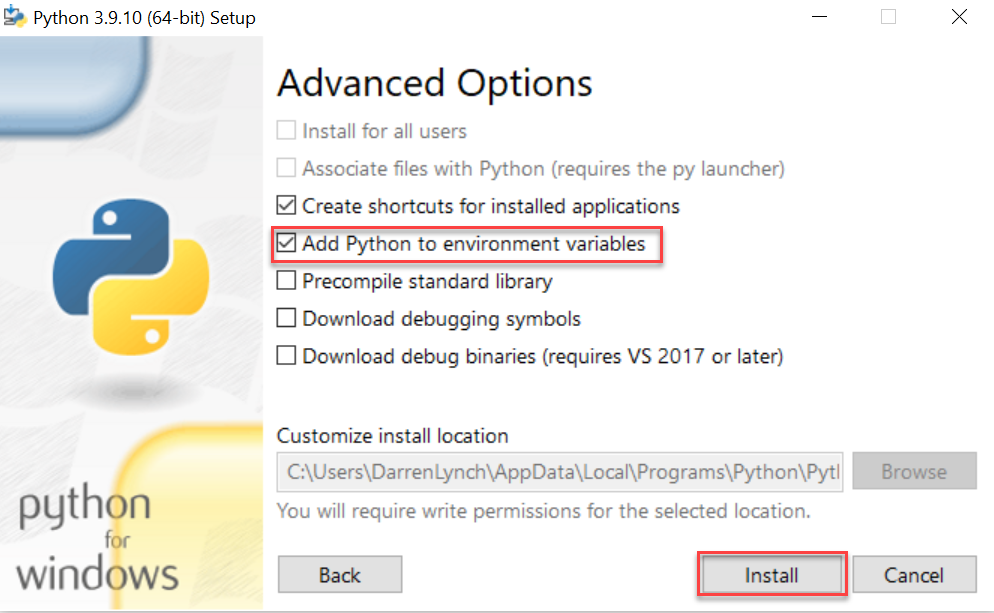 Python 3.9.10 (64-bit) Setup
Advanced Options
Install for all users
Associate files with Python (requires the py launcher)
Create shortcuts for installed applications
Add Python to environment variables
Precompile standard library
Download debugging symbols
Download debug binaries (requires VS 2017 or later)
Customize install location
C:\Users\DarrenLynch\AppData\Local\Programs\Python\Pyt
Browse
You will require write permissions for the selected location.
python
for
windows
Back
Install
Cancel